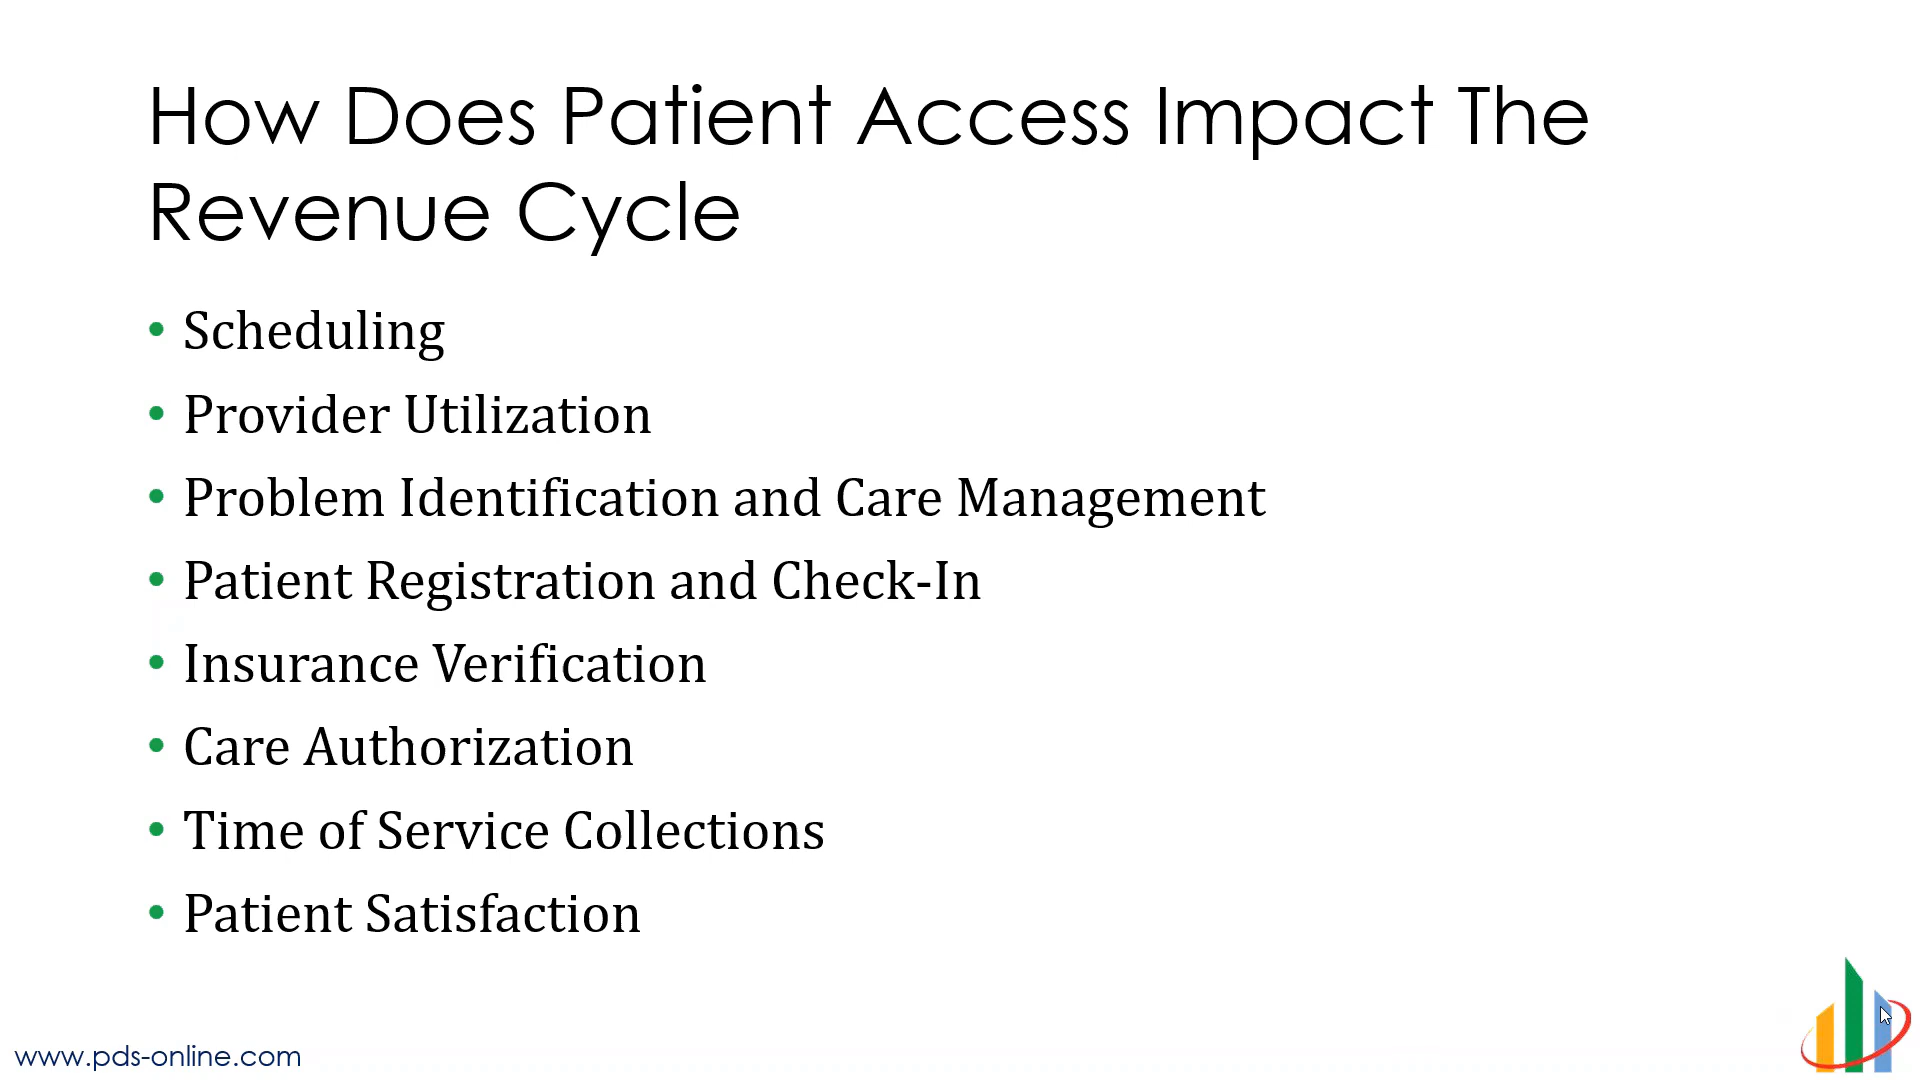 How Does Patient Access Impact The
Revenue Cycle
• Scheduling
• Provider Utilization
• Problem Identification and Care Management
• Patient Registration and Check-In
• Insurance Verification
• Care Authorization
• Time of Service Collections
• Patient Satisfaction
www.pds-online.com